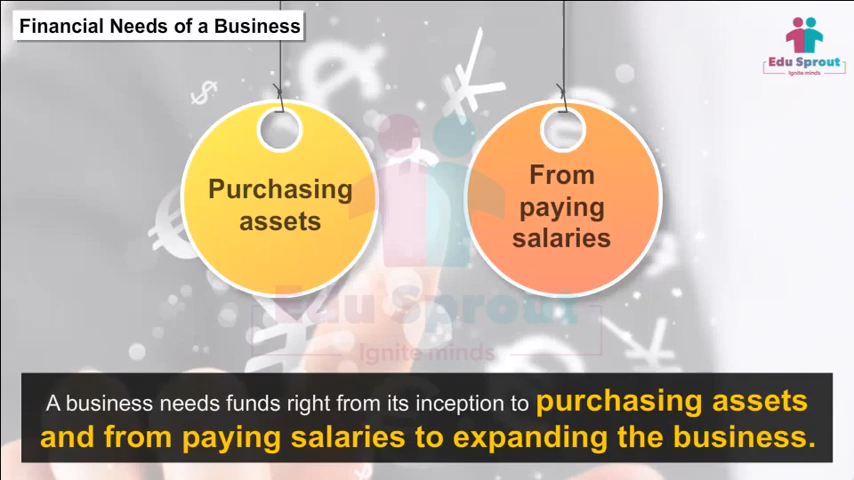 Financial Needs of a Business
Edu Sprout
Ignite minds
Purchasing
assets
From
paying
salaries
Edu Sprout
Ignite minds
A business needs funds right from its inception to purchasing assets
and from paying salaries to expanding the business.